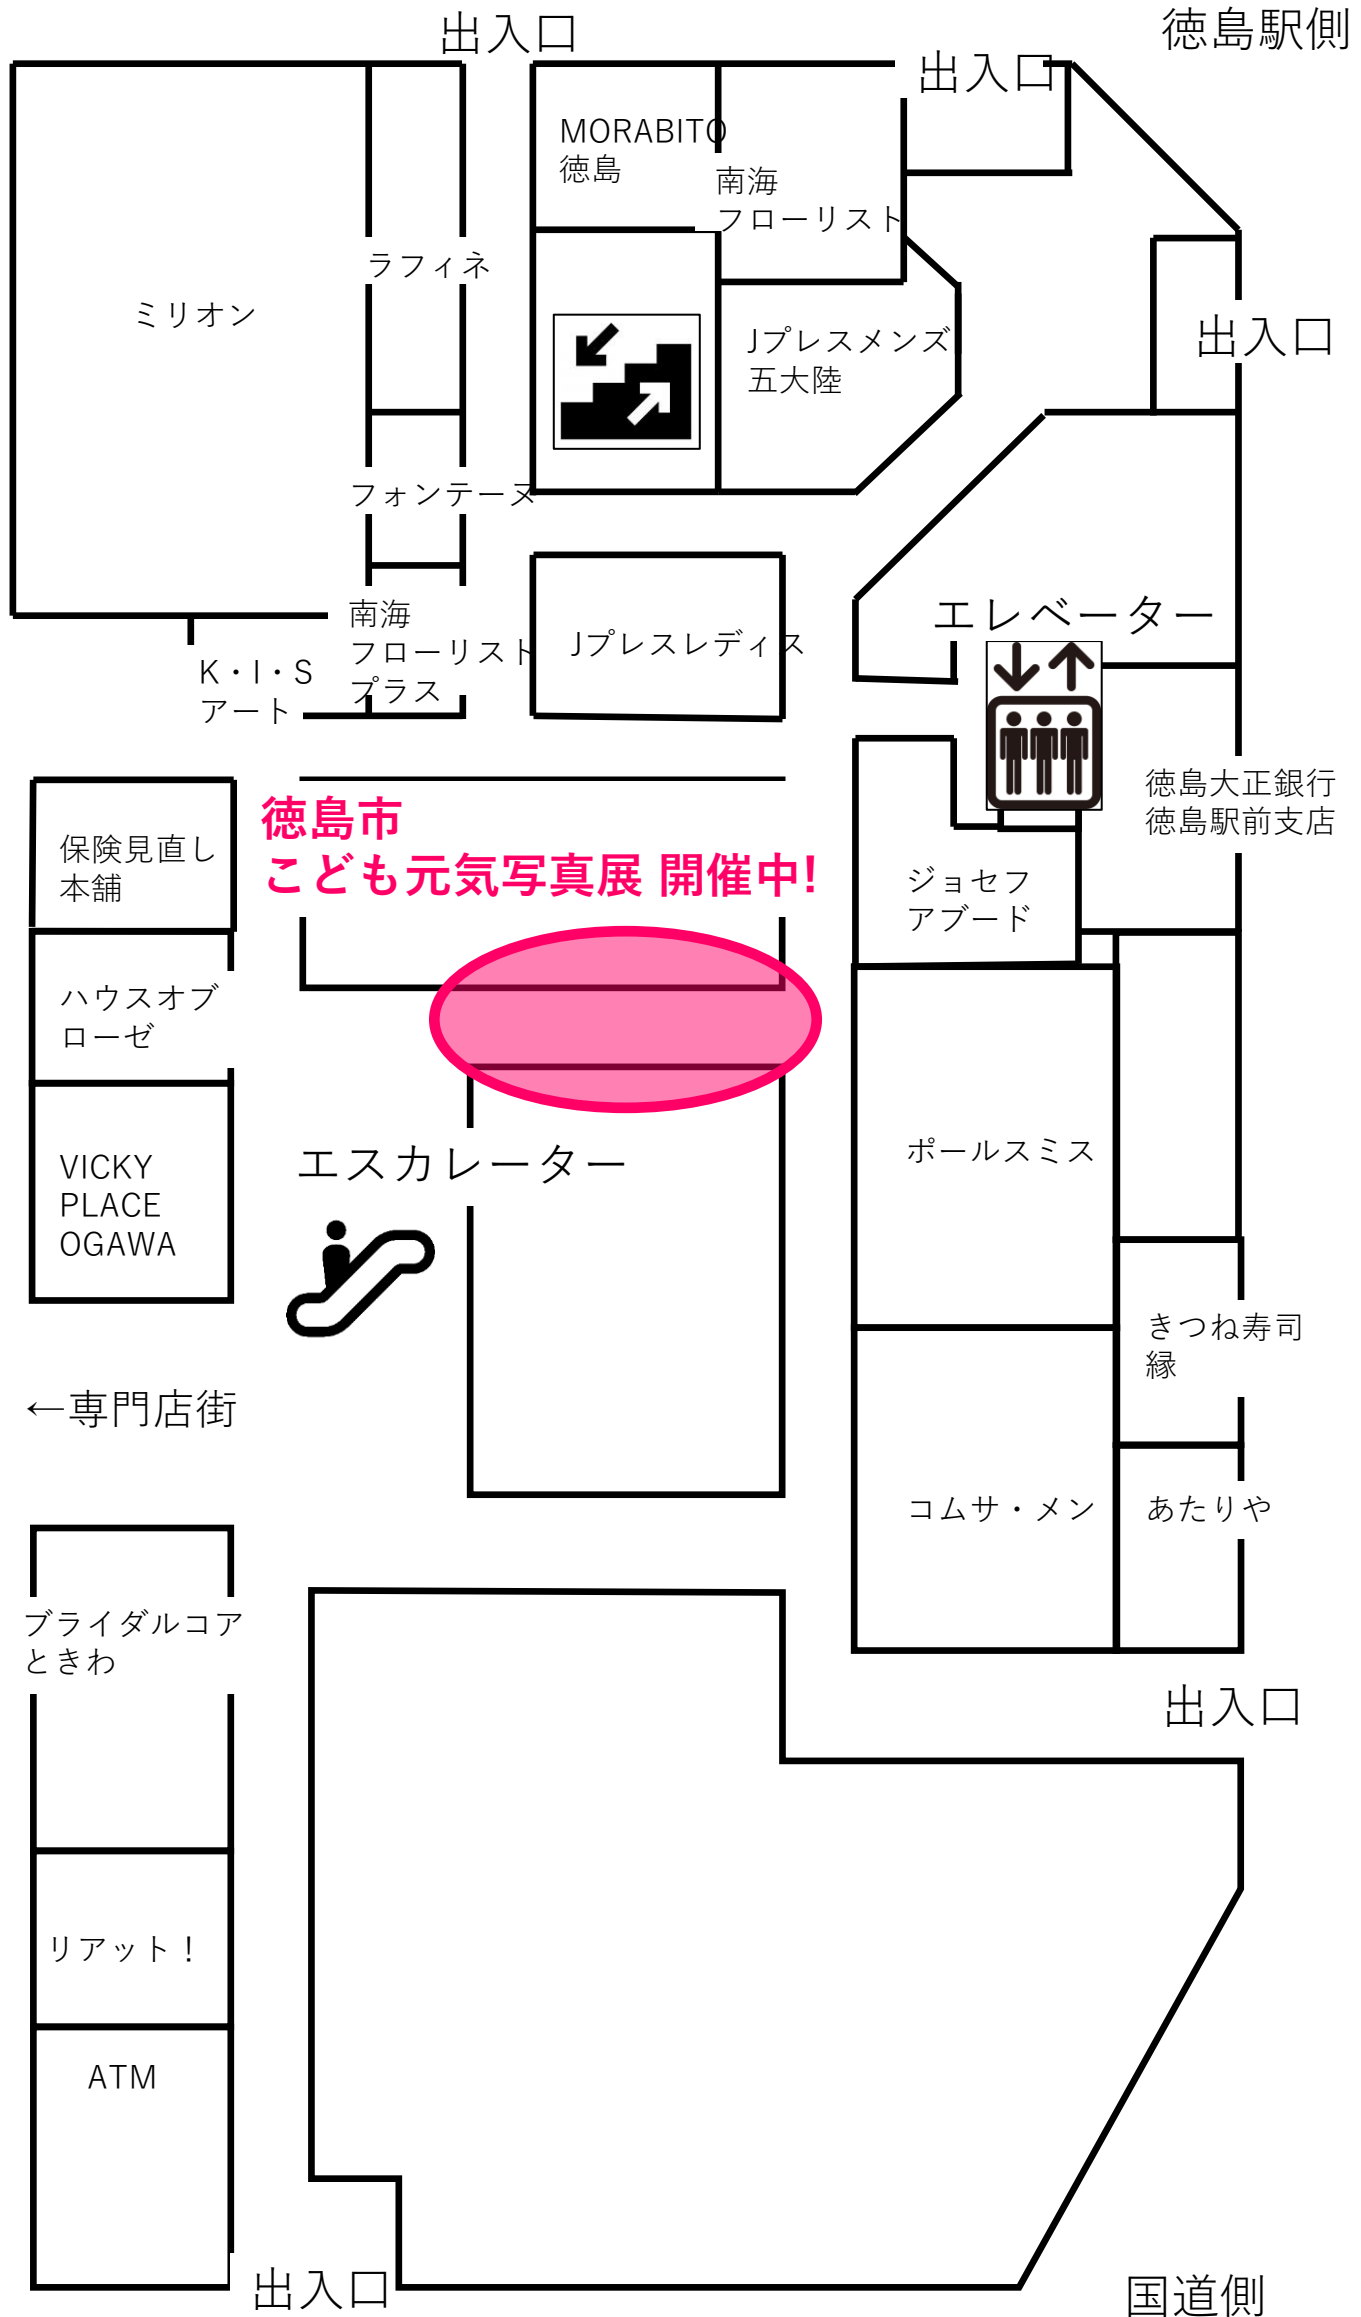 出入口
徳島駅側
出入口
MORABITO
徳島
南海
フローリスト
ラフィネ
ミリオン
Jプレスメンズ
五大陸
出入口
フォンテーヌ
南海
フローリスト
プラス
Jプレスレディス
エレベーター
K・I・S
アート
徳島市
こども元気写真展 開催中!
徳島大正銀行
徳島駅前支店
保険見直し
本舗
ジョセフ
アブード
ハウスオブ
ローゼ
エスカレーター
ポールスミス
VICKY
PLACE
OGAWA
きつね寿司
縁
←専門店街
コムサ・メン
あたりや
ブライダルコア
ときわ
出入口
リアット！
ATM
出入口
国道側